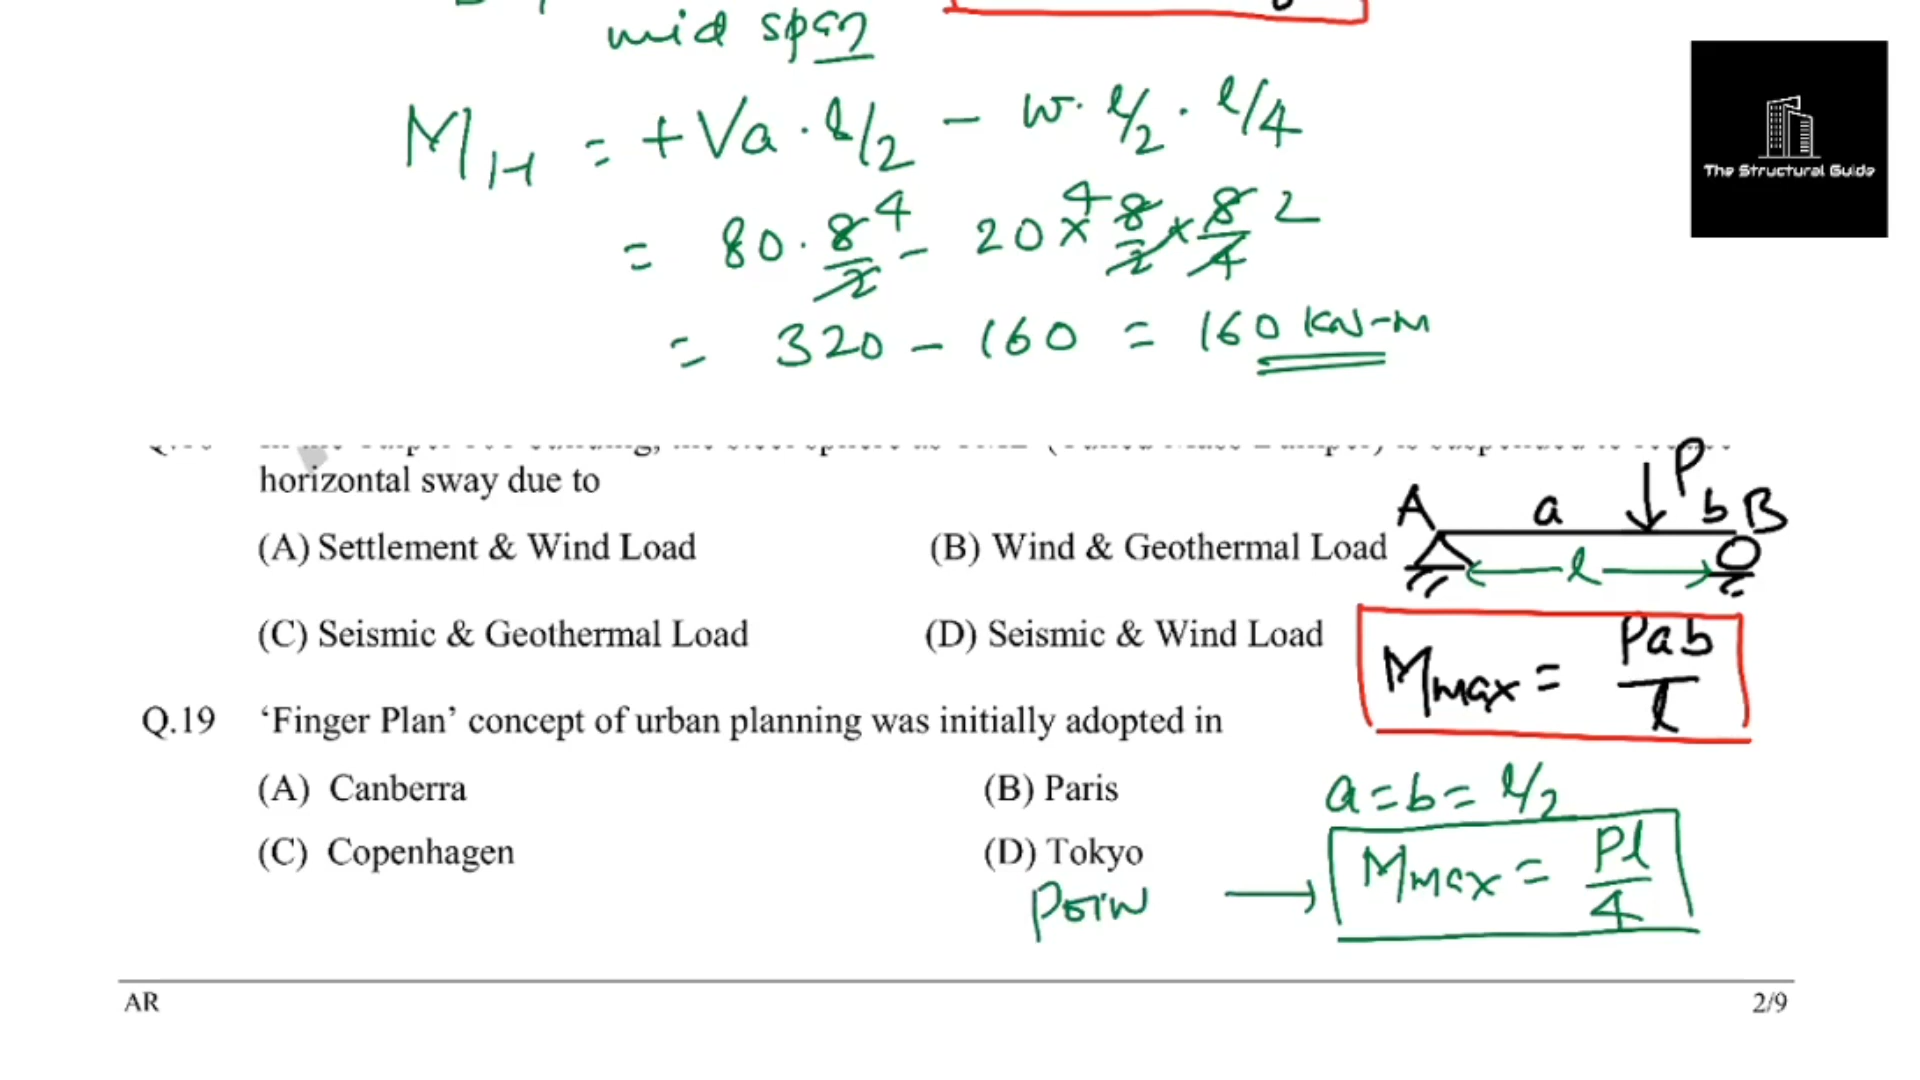 mid span
M_H = +Va . l/2 - w. l/2 . l/4
= 80 . 8/2 4 - 20 x 4 8/2 x 8/4 2
= 320 - 160 = 160 KN-M
The Structural Guide
horizontal sway due to
(A) Settlement & Wind Load (B) Wind & Geothermal Load
(C) Seismic & Geothermal Load (D) Seismic & Wind Load
A a P b B
l
Mmax = Pab/l
Q.19 ‘Finger Plan’ concept of urban planning was initially adopted in
(A) Canberra (B) Paris
(C) Copenhagen (D) Tokyo
a=b= l/2
→ Mmax = Pl/4
AR 2/9